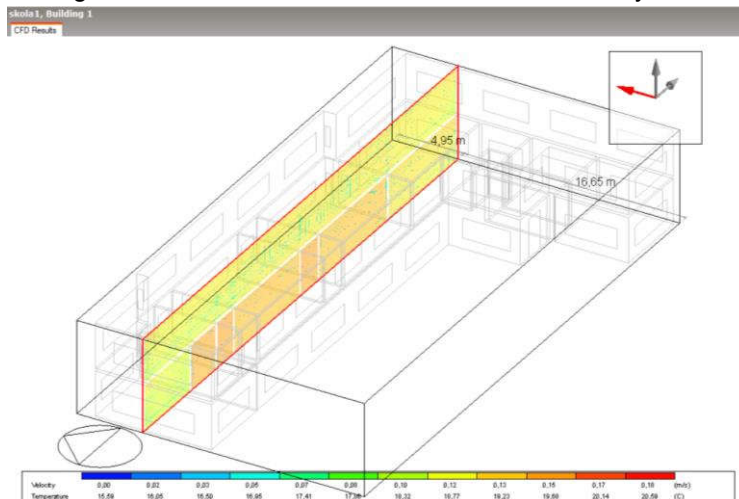 skola1, Building 1
CFD Results
4,95 m
16,65 m
Velocity 0,00 0,02 0,03 0,05 0,07 0,08 0,10 0,12 0,13 0,15 0,17 0,18 (m/s)
Temperature 15,59 16,05 16,50 16,95 17,41 17,86 18,32 18,77 19,23 19,68 20,14 20,59 (C)